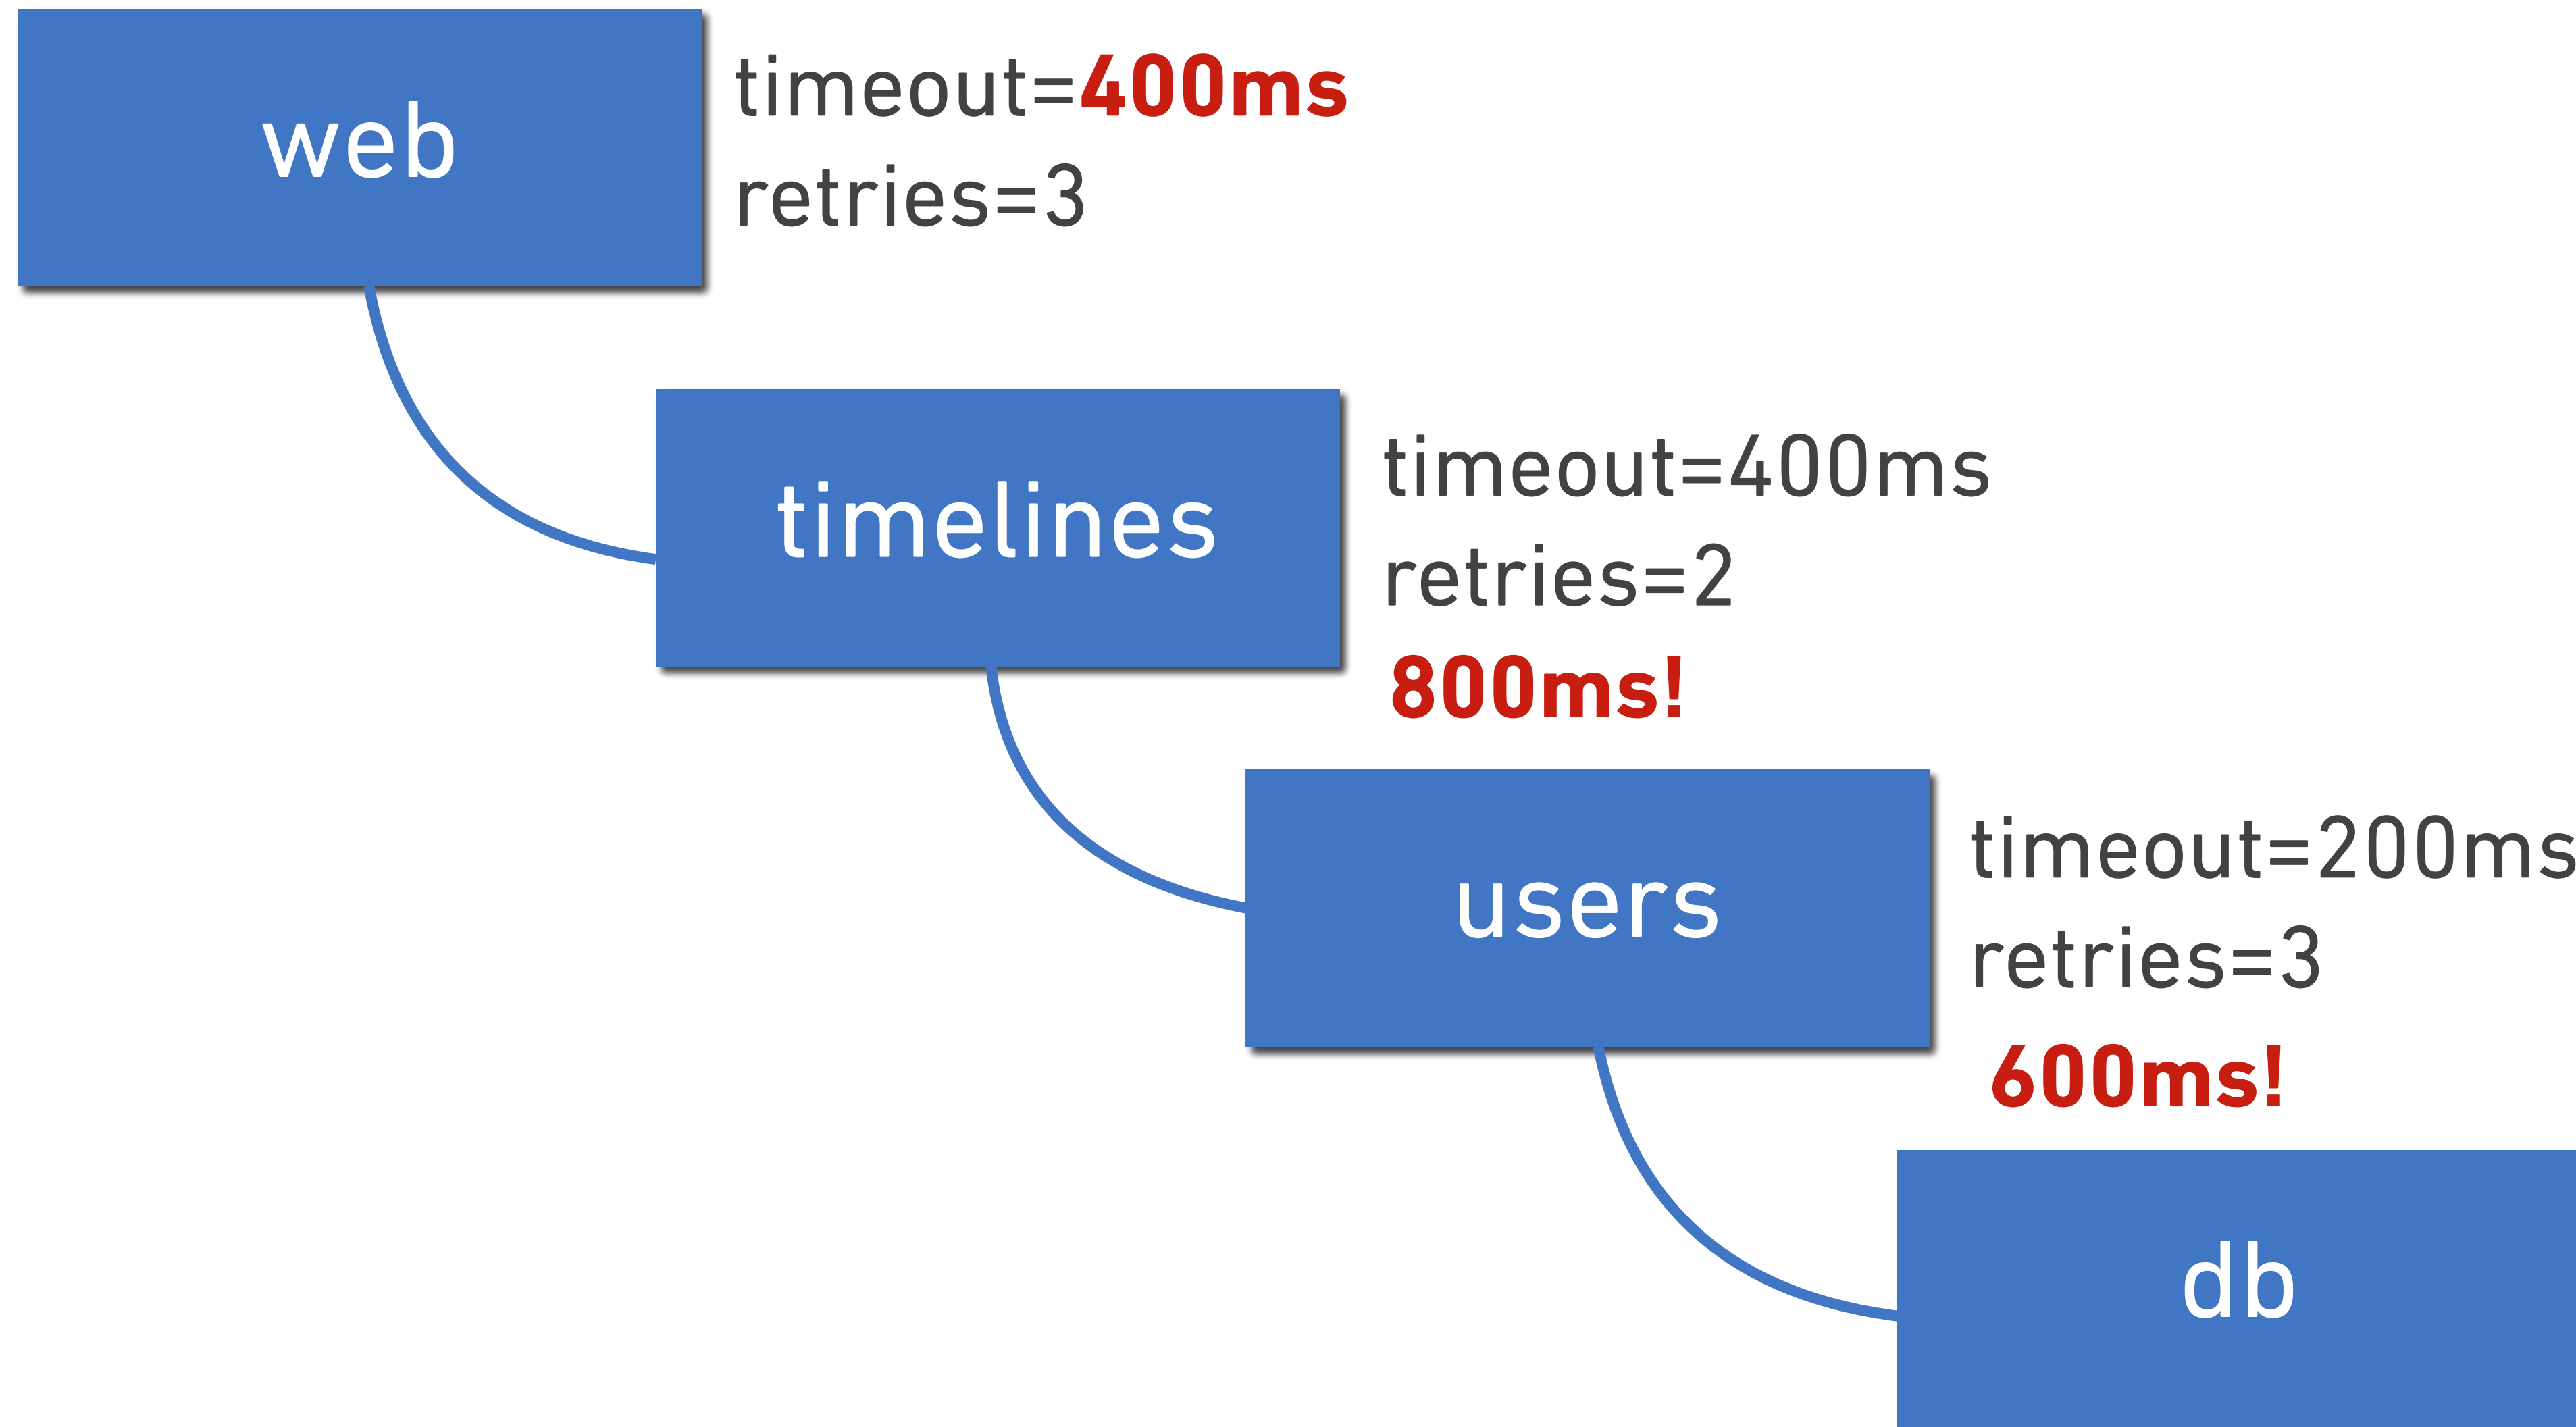 web
timeout=400ms
retries=3
timelines
timeout=400ms
retries=2
800ms!
users
timeout=200ms
retries=3
600ms!
db